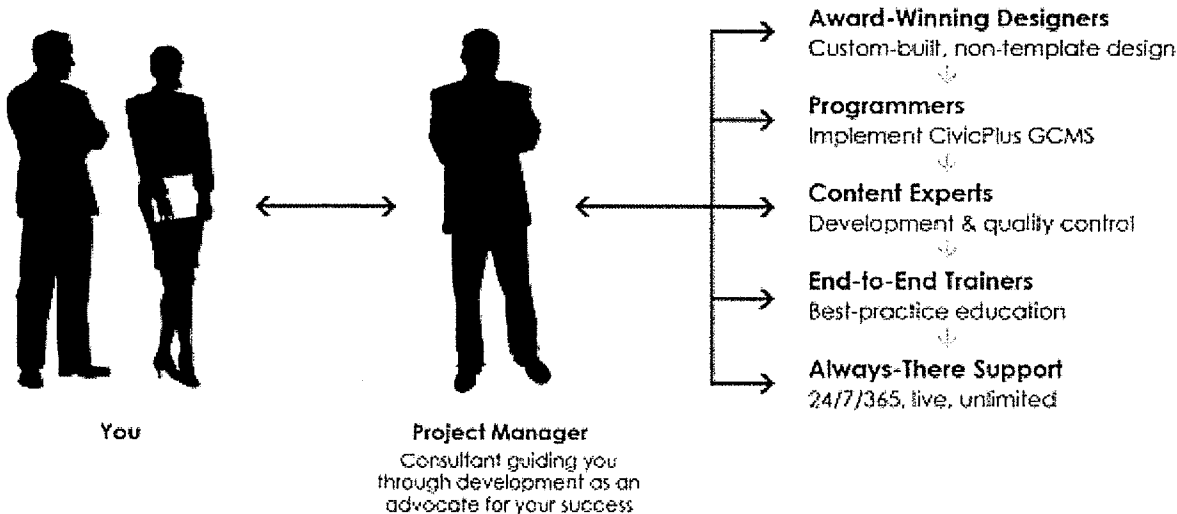 Award-Winning Designers
Custom-built, non-template design
Programmers
Implement CivicPlus GCMS
Content Experts
Development & quality control
End-to-End Trainers
Best-practice education
Always-There Support
24/7/365, live, unlimited
You
Project Manager
Consultant guiding you
through development as an
advocate for your success